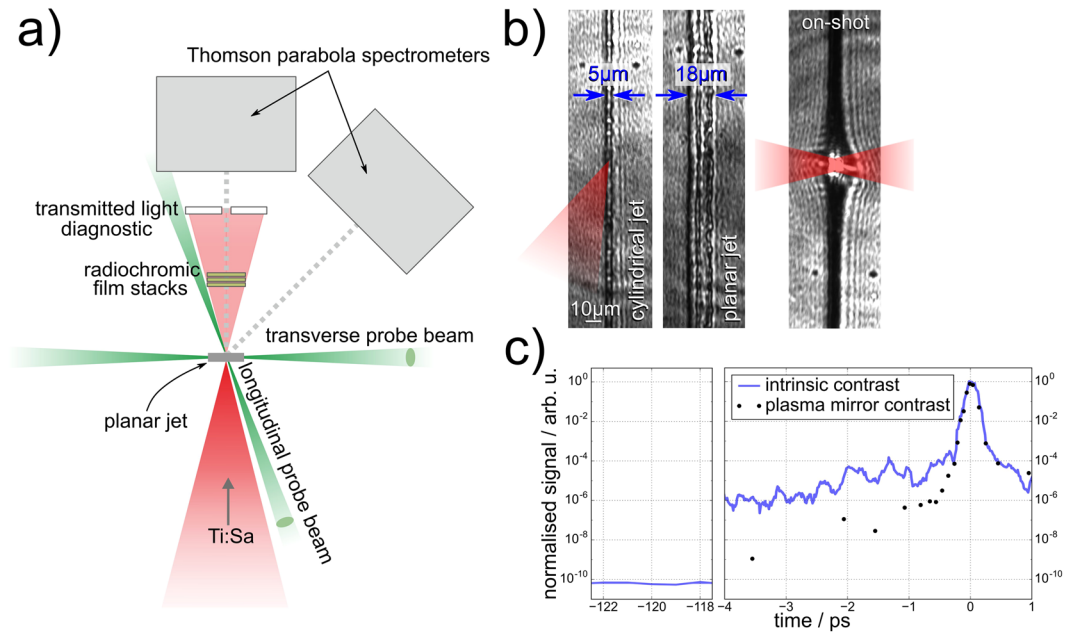 a)
Thomson parabola spectrometers
transmitted light
diagnostic
radiochromic
film stacks
transverse probe beam
planar jet
longitudinal probe beam
Ti:Sa
b)
5µm
18µm
on-shot
cylindrical jet
planar jet
10µm
c)
normalised signal / arb. u.
intrinsic contrast
plasma mirror contrast
10⁰
10⁻²
10⁻⁴
10⁻⁶
10⁻⁸
10⁻¹⁰
10⁰
10⁻²
10⁻⁴
10⁻⁶
10⁻⁸
10⁻¹⁰
−122 −120 −118
−4 −3 −2 −1 0 1
time / ps